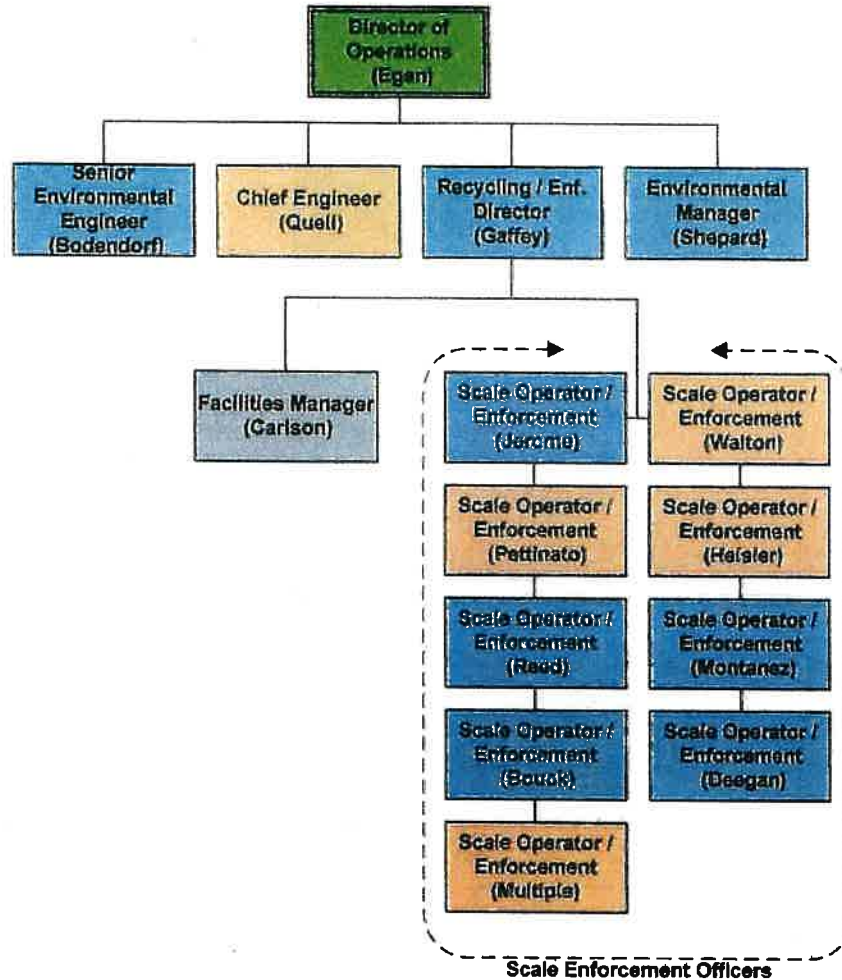 Director of
Operations
(Egan)
Senior
Environmental
Engineer
(Bodendorf)
Chief Engineer
(Quell)
Recycling / Enf.
Director
(Gaffey)
Environmental
Manager
(Shepard)
Facilities Manager
(Carlson)
Scale Operator /
Enforcement
(Jerome)
Scale Operator /
Enforcement
(Walton)
Scale Operator /
Enforcement
(Pettinato)
Scale Operator /
Enforcement
(Heisler)
Scale Operator /
Enforcement
(Reed)
Scale Operator /
Enforcement
(Montanez)
Scale Operator /
Enforcement
(Bouck)
Scale Operator /
Enforcement
(Deegan)
Scale Operator /
Enforcement
(Multiple)
Scale Enforcement Officers